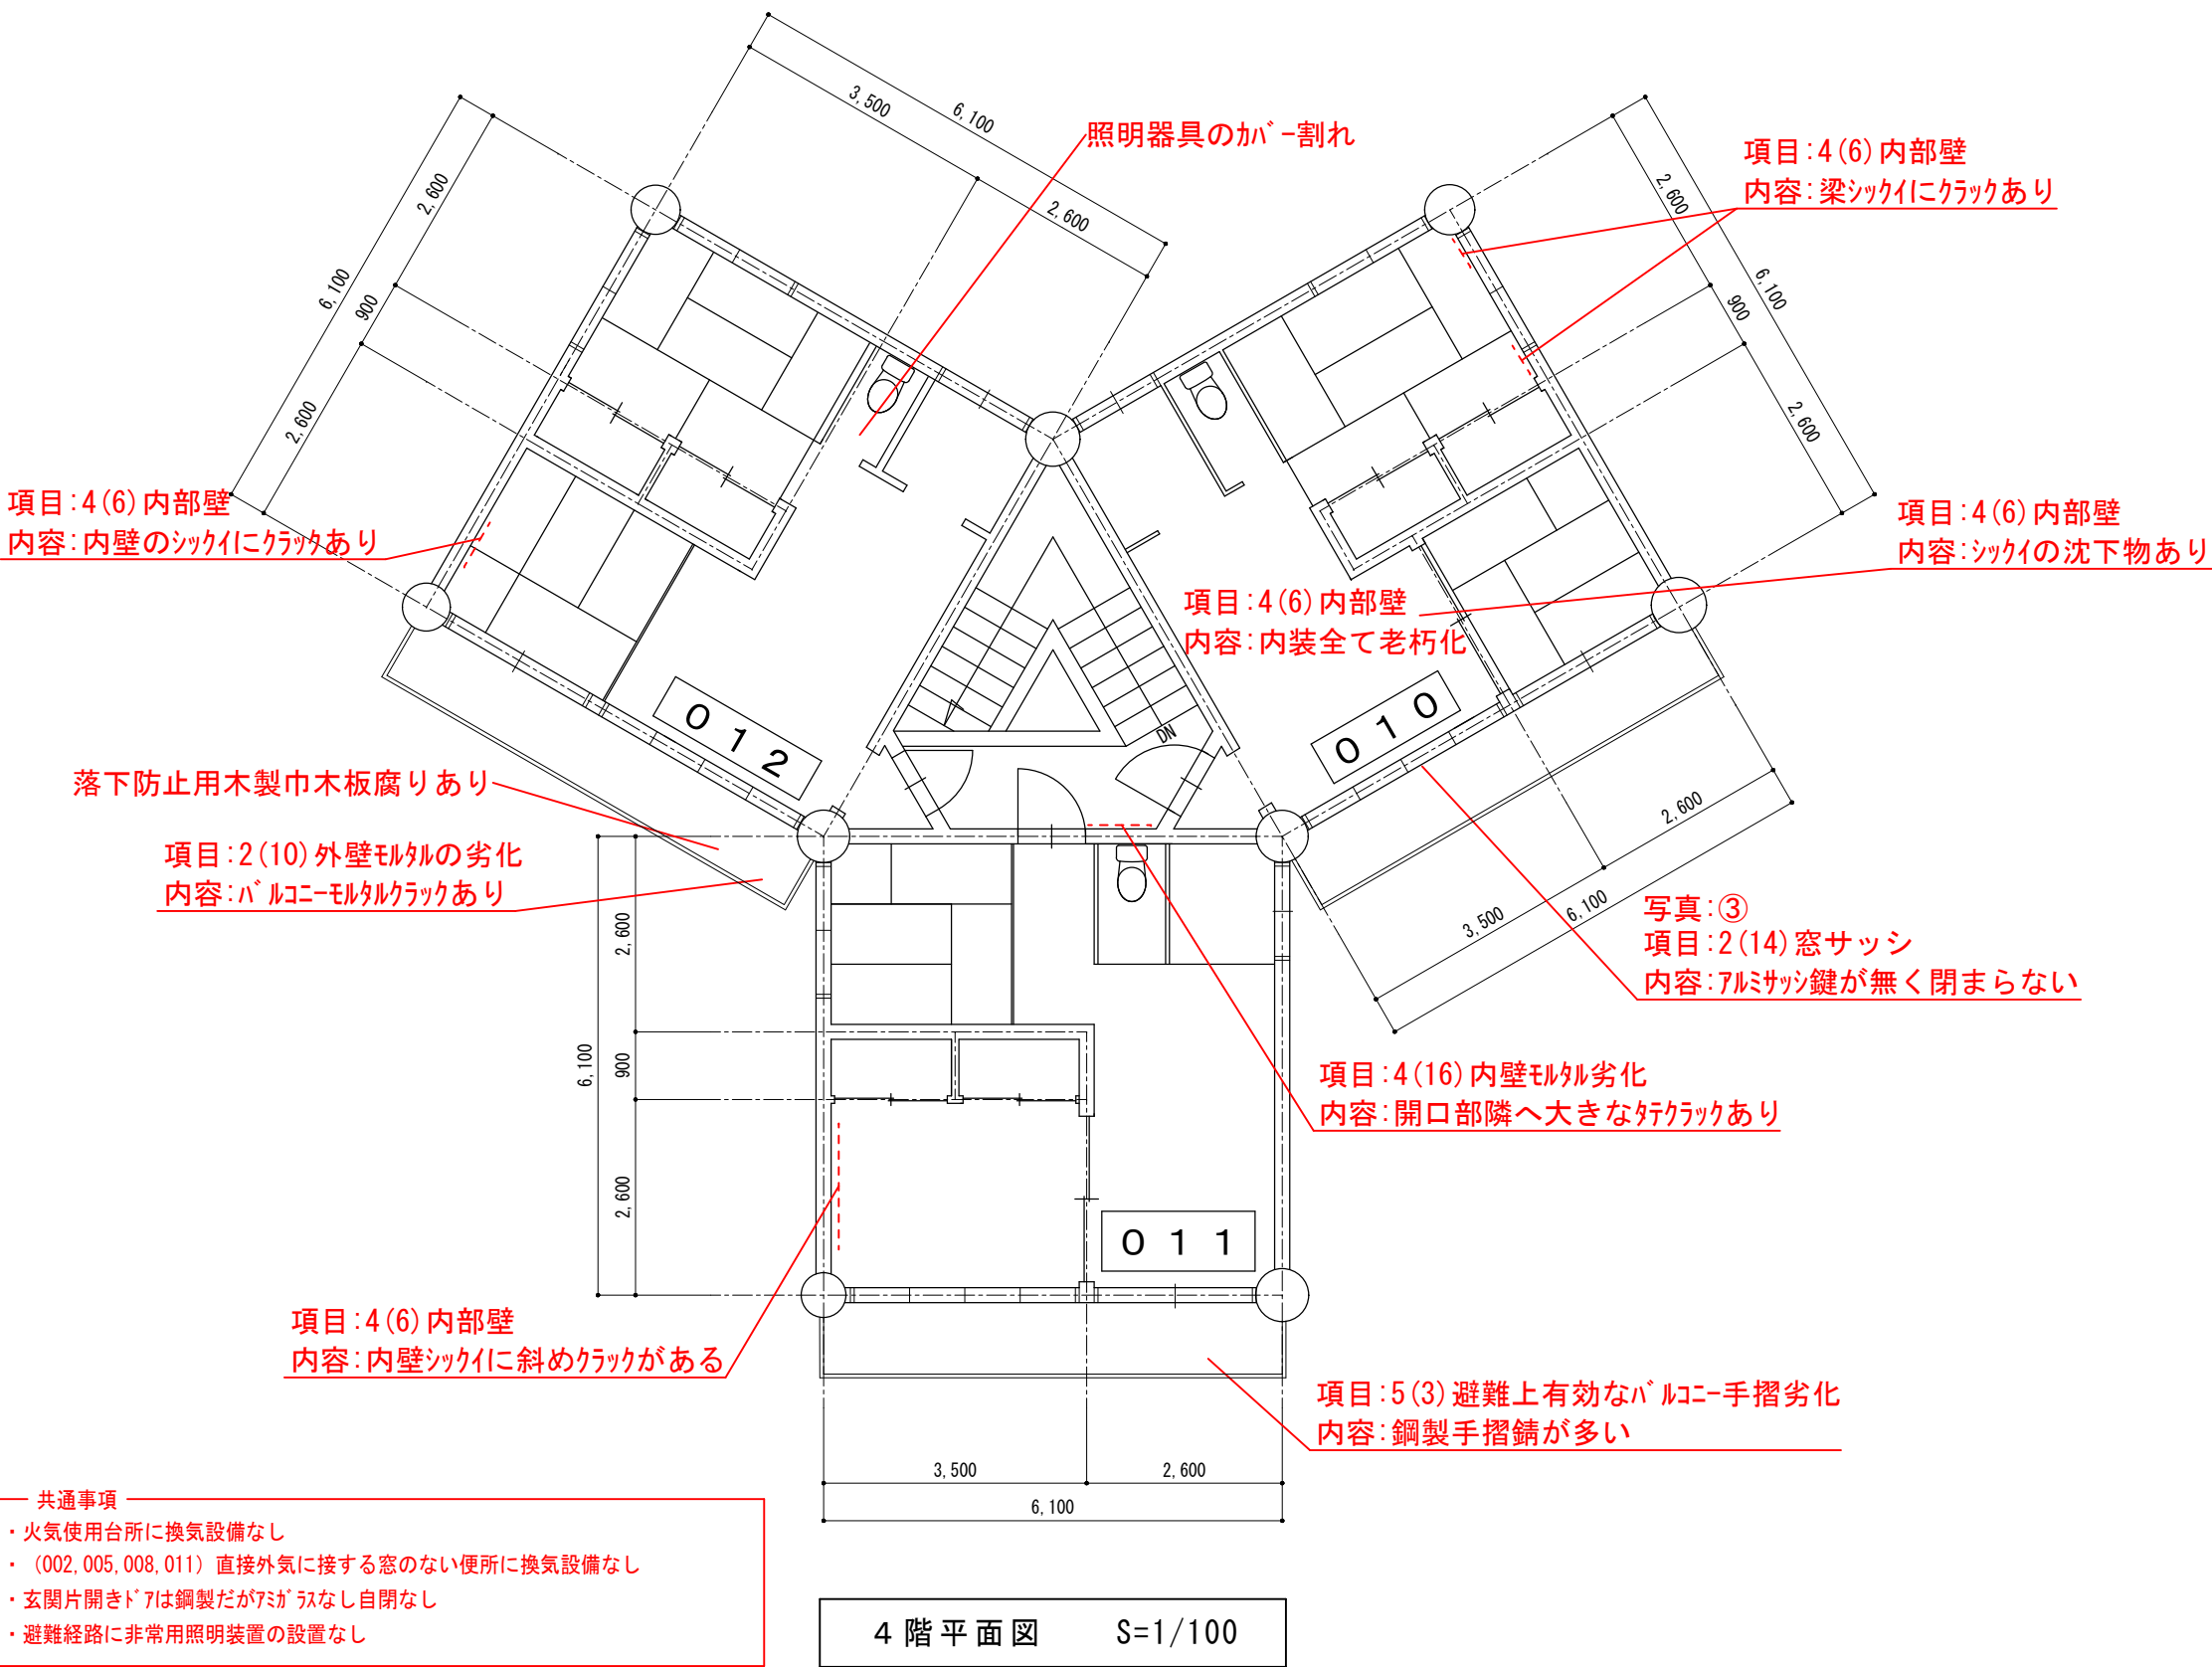 3,500
6,100
2,600
照明器具のｶﾊﾞｰ割れ
項目:4(6)内部壁
内容:梁ｼｯｸｲにｸﾗｯｸあり
2,600
6,100
900
2,600
2,600
6,100
900
2,600
項目:4(6)内部壁
内容:内壁のｼｯｸｲにｸﾗｯｸあり
項目:4(6)内部壁
内容:ｼｯｸｲの沈下物あり
項目:4(6)内部壁
内容:内装全て老朽化
０１２
０１０
DN
落下防止用木製巾木板腐りあり
項目:2(10)外壁ﾓﾙﾀﾙの劣化
内容:ﾊﾞﾙｺﾆｰﾓﾙﾀﾙｸﾗｯｸあり
2,600
3,500
6,100
写真:③
項目:2(14)窓サッシ
内容:ｱﾙﾐｻｯｼ鍵が無く閉まらない
2,600
6,100
900
2,600
項目:4(16)内壁ﾓﾙﾀﾙ劣化
内容:開口部隣へ大きなﾀﾃｸﾗｯｸあり
０１１
項目:4(6)内部壁
内容:内壁ｼｯｸｲに斜めｸﾗｯｸがある
項目:5(3)避難上有効なﾊﾞﾙｺﾆｰ手摺劣化
内容:鋼製手摺錆が多い
3,500
2,600
6,100
共通事項
・火気使用台所に換気設備なし
・（002,005,008,011）直接外気に接する窓のない便所に換気設備なし
・玄関片開きﾄﾞｱは鋼製だがｱﾐｶﾞﾗｽなし自閉なし
・避難経路に非常用照明装置の設置なし
４階平面図　S=1/100